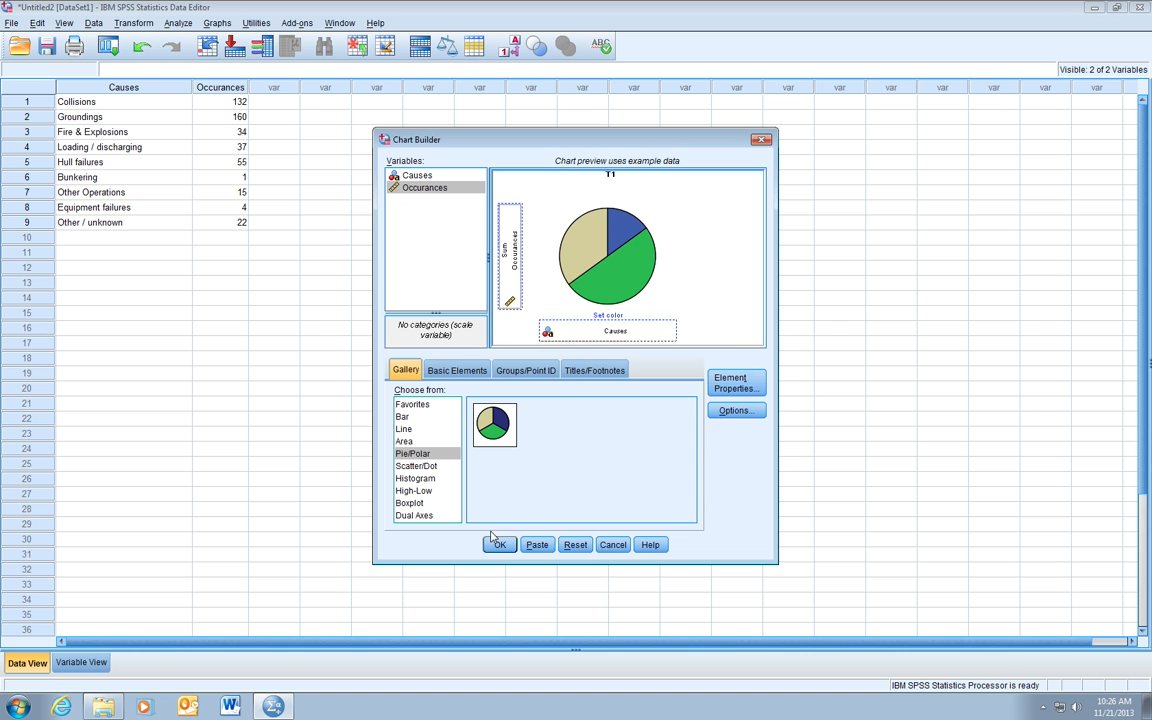 *Untitled2 [DataSet1] - IBM SPSS Statistics Data Editor
File Edit View Data Transform Analyze Graphs Utilities Add-ons Window Help
Visible: 2 of 2 Variables
Causes Occurances var var var var var var var var var var var var var var var var var
1 Collisions 132
2 Groundings 160
3 Fire & Explosions 34
4 Loading / discharging 37
5 Hull failures 55
6 Bunkering 1
7 Other Operations 15
8 Equipment failures 4
9 Other / unknown 22
10
11
12
13
14
15
16
17
18
19
20
21
22
23
24
25
26
27
28
29
30
31
32
33
34
35
36
Chart Builder
Variables:
Chart preview uses example data
Causes
Occurances
T1
Sum
Occurances
Set color
Causes
No categories (scale
variable)
Gallery Basic Elements Groups/Point ID Titles/Footnotes
Element
Properties...
Options...
Choose from:
Favorites
Bar
Line
Area
Pie/Polar
Scatter/Dot
Histogram
High-Low
Boxplot
Dual Axes
OK Paste Reset Cancel Help
Data View Variable View
IBM SPSS Statistics Processor is ready
10:26 AM
11/21/2013